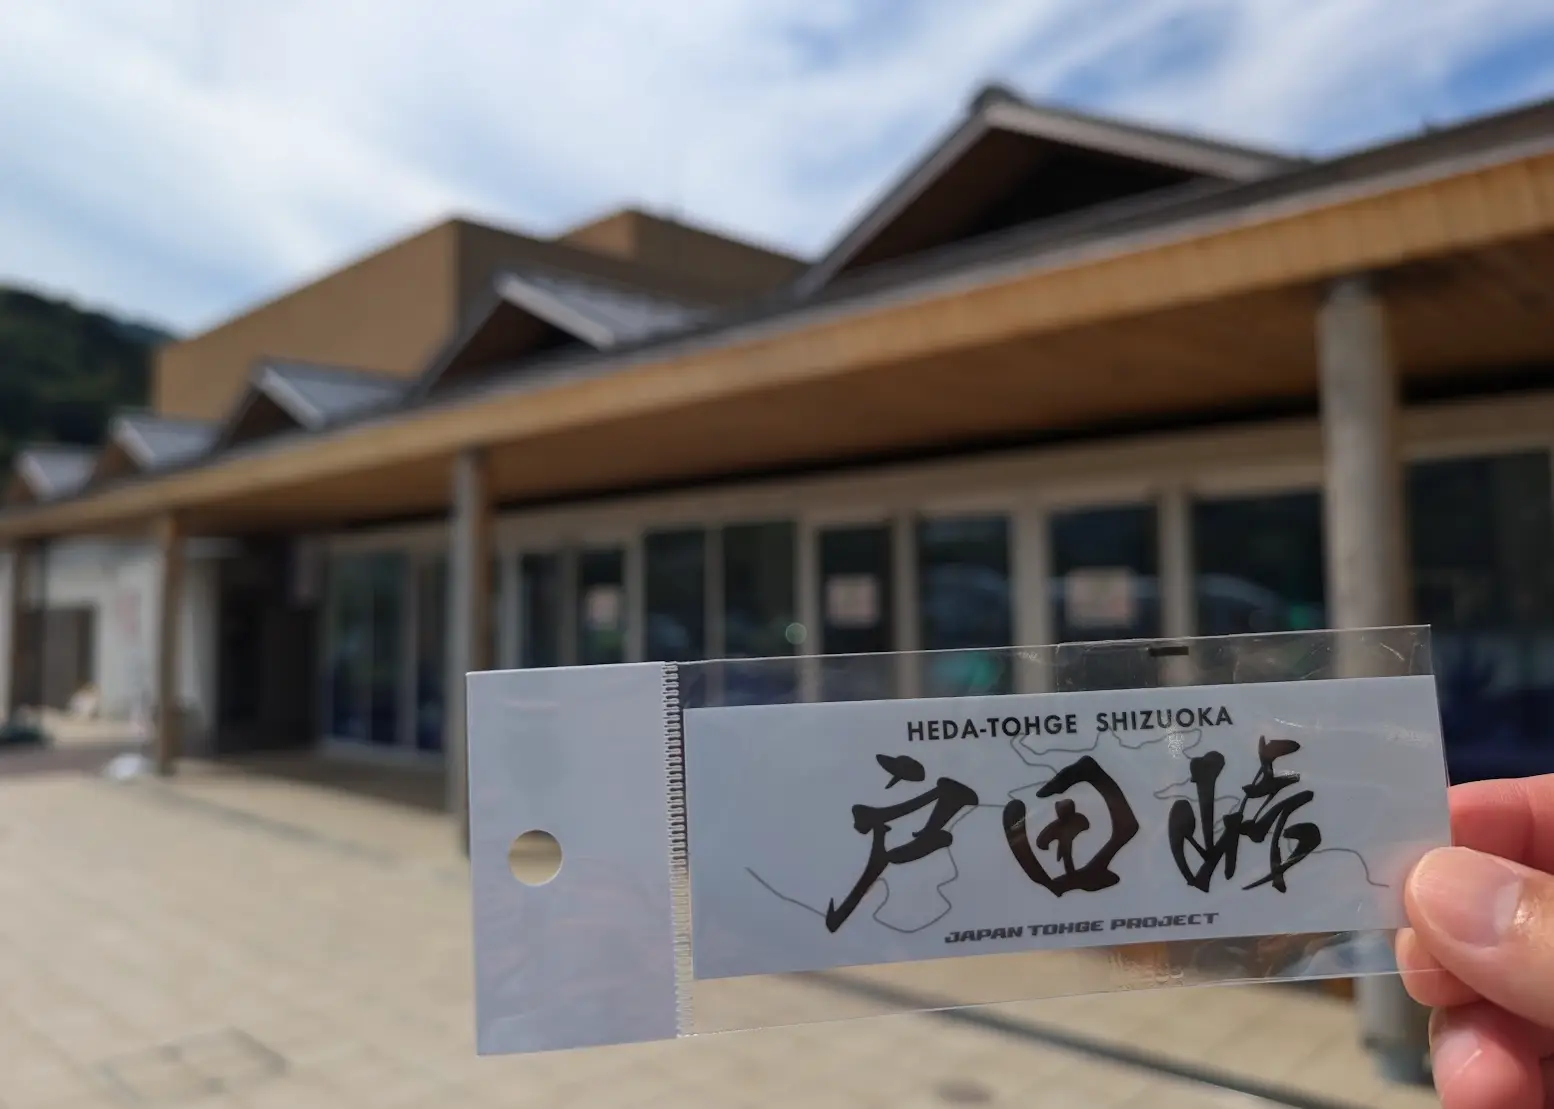 HEDA-TOHGE SHIZUOKA
戸田峠
JAPAN TOHGE PROJECT